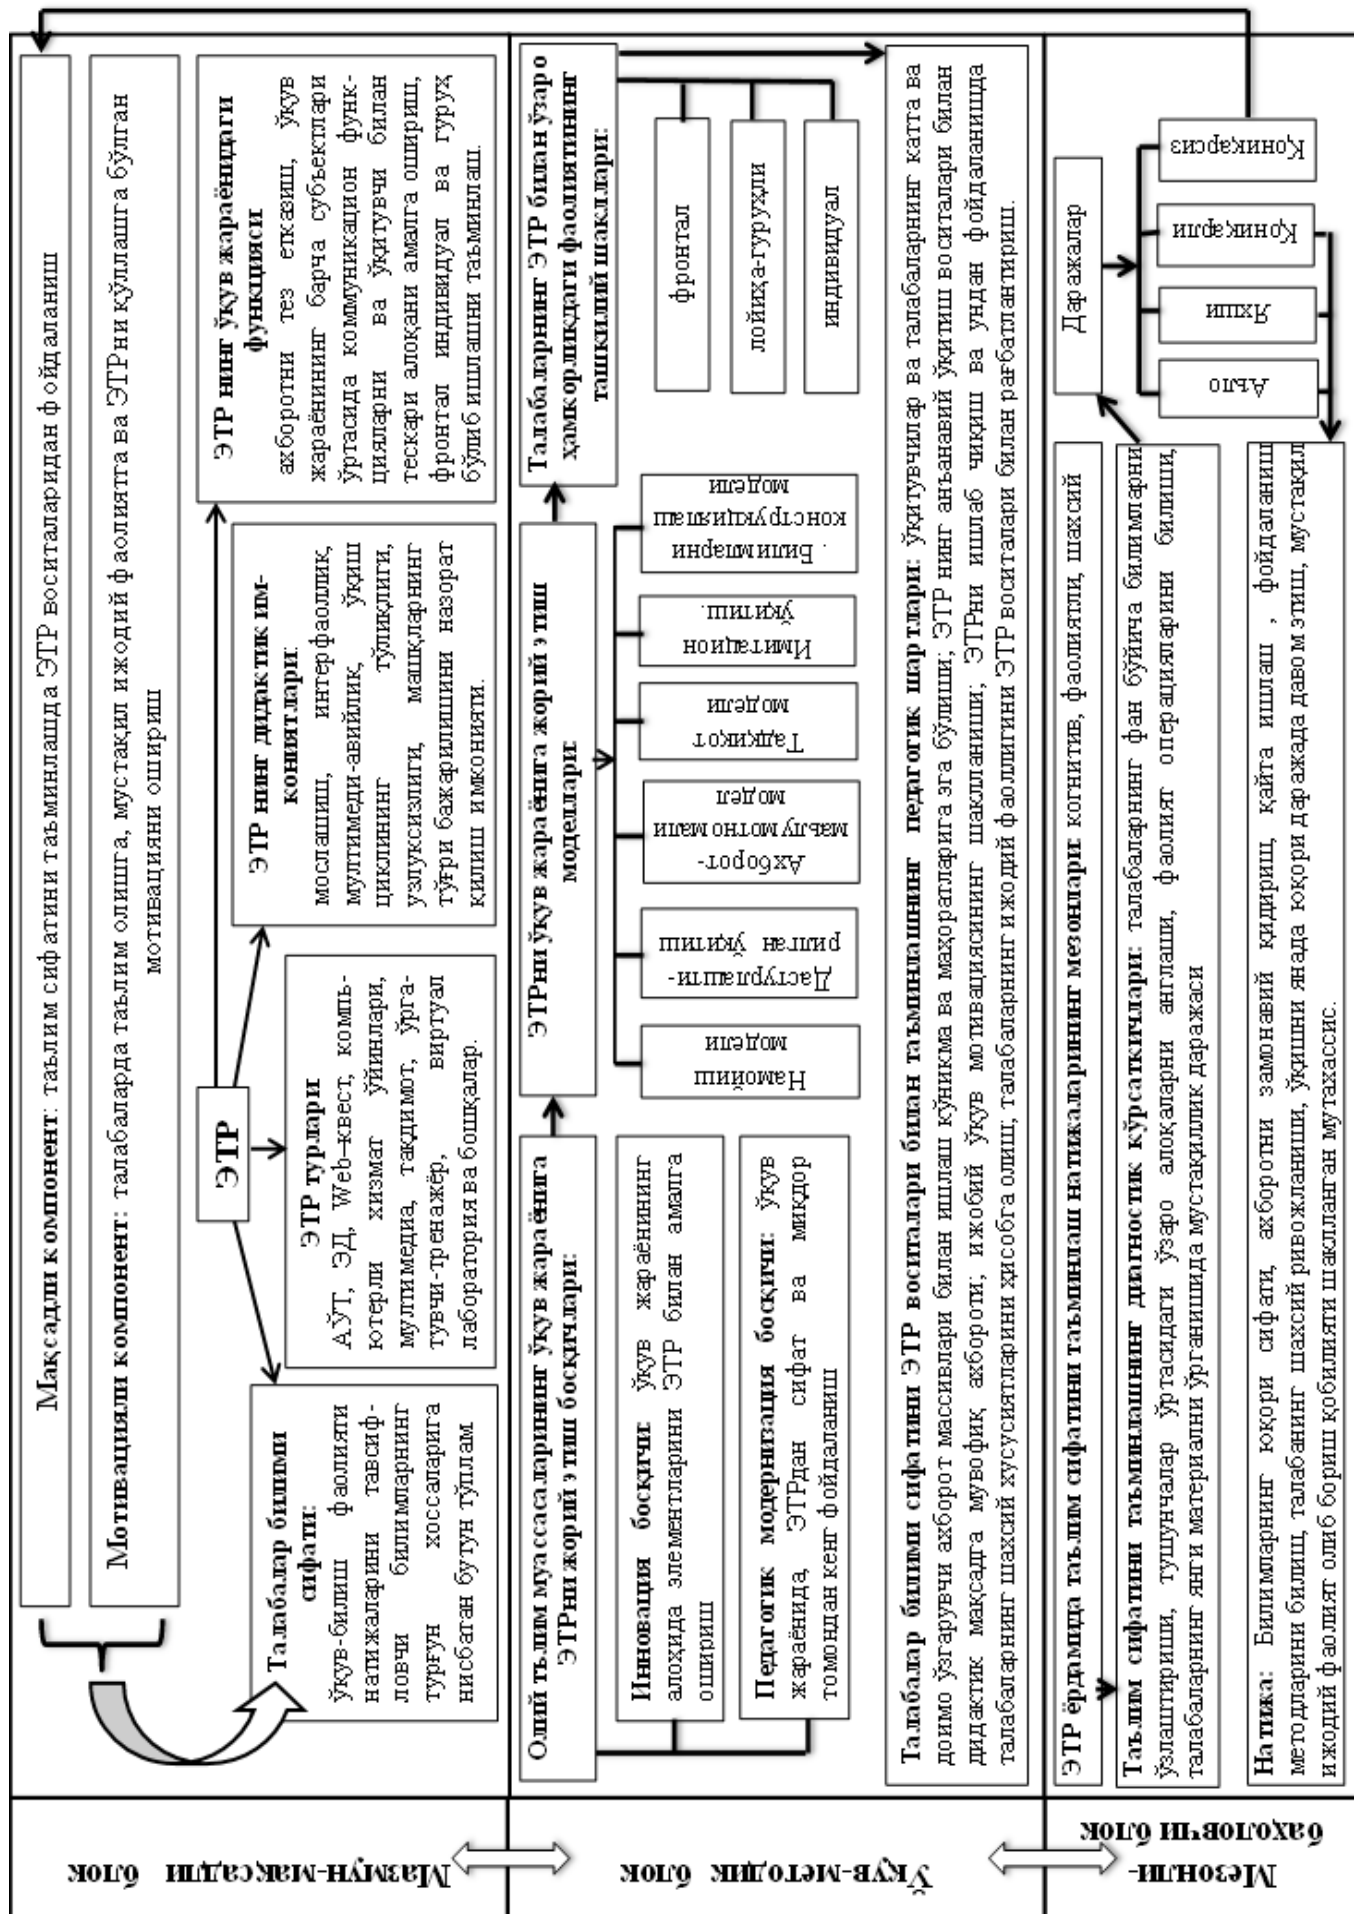 Мазмун-мақсадли блок
Мақсадли компонент: таълим сифатини таъминлашда ЭТР воситаларидан фойдаланиш
Мотивацияли компонент: талабаларда таълим олишга, мустақил ижодий фаолиятга ва ЭТРни қўллашга бўлган
мотивацияни ошириш
ЭТР
Талабалар билими
сифати:
ўқув-билиш фаолияти
натижаларини тавсиф-
ловчи билимларнинг
турғун хоссаларига
нисбатан бутун тўплам
ЭТР турлари
АЎТ, ЭД, Web–квест, компь-
ютерли хизмат ўйинлари,
мултимедиа, тақдимот, ўрга-
тувчи-тренажёр, виртуал
лаборатория ва бошқалар.
ЭТР нинг дидактик им-
кониятлари:
мослашиш, интерфаоллик,
мултимеди-авийлик, ўқиш
циклининг тўлиқлиги,
узлуксизлиги, машқларнинг
тўғри бажарилишини назорат
қилиш имконияти.
ЭТР нинг ўқув жараёнидаги
функцияси
ахборотни тез етказиш, ўқув
жараёнининг барча субъектлари
ўртасида коммуникацион функ-
цияларни ва ўқитувчи билан
тескари алоқани амалга ошириш,
фронтал индивидуал ва гуруҳ
бўлиб ишлашни таъминлаш.
Ўқув-методик блок
Олий таълим муассасаларининг ўқув жараёнига
ЭТРни жорий этиш босқичлари:
Инновация босқичи: ўқув жараёнининг
алоҳида элементларини ЭТР билан амалга
ошириш
Педагогик модернизация босқичи: ўқув
жараёнида, ЭТРдан сифат ва миқдор
томондан кенг фойдаланиш
ЭТРни ўқув жараёнига жорий этиш
моделлари:
Намойиш
модели
Дастурлашти-
рилган ўқитиш
Ахборот-
маълумотномали
модел
Тадқиқот
модели
Имитацион
ўқитиш.
. Билимларни
конструкциялаш
модели
Талабаларнинг ЭТР билан ўзаро
ҳамкорликдаги фаолиятининг
ташкилий шакллари:
фронтал
лойиҳа-гуруҳли
индивидуал
Талабалар билими сифатини ЭТР воситалари билан таъминлашнинг педагогик шартлари: ўқитувчилар ва талабаларнинг катта ва
доимо ўзгарувчи ахборот массивлари билан ишлаш кўникма ва маҳоратларига эга бўлиши; ЭТР нинг анъанавий ўқитиш воситалари билан
дидактик мақсадга мувофиқ ахбороти; ижобий ўқув мотивациясининг шаклланиши; ЭТРни ишлаб чиқиш ва ундан фойдаланишда
талабаларнинг шахсий хусусиятларини ҳисобга олиш; талабаларнинг ижодий фаоллигини ЭТР воситалари билан рағбатлантириш.
Мезонли-
баҳоловчи блок
ЭТР ёрдамида таълим сифатини таъминлаш натижаларининг мезонлари: когнитив, фаолиятли, шахсий
Таълим сифатини таъминлашнинг диагностик кўрсаткичлари: талабаларнинг фан бўйича билимларни
ўзлаштириши, тушунчалар ўртасидаги ўзаро алоқаларни англаши, фаолият операцияларини билиши,
талабаларнинг янги материални ўрганишида мустақиллик даражаси
Натижа: Билимларнинг юқори сифати, ахборотни замонавий қидириш, қайта ишлаш , фойдаланиш
методларини билиш, талабанинг шахсий ривожланиши, ўқишни янада юқори даражада давом этиш, мустақил
ижодий фаолият олиб бориш қобилияти шаклланган мутахассис.
Даражалар
Аъло
Яхши
Қониқарли
Қониқарсиз